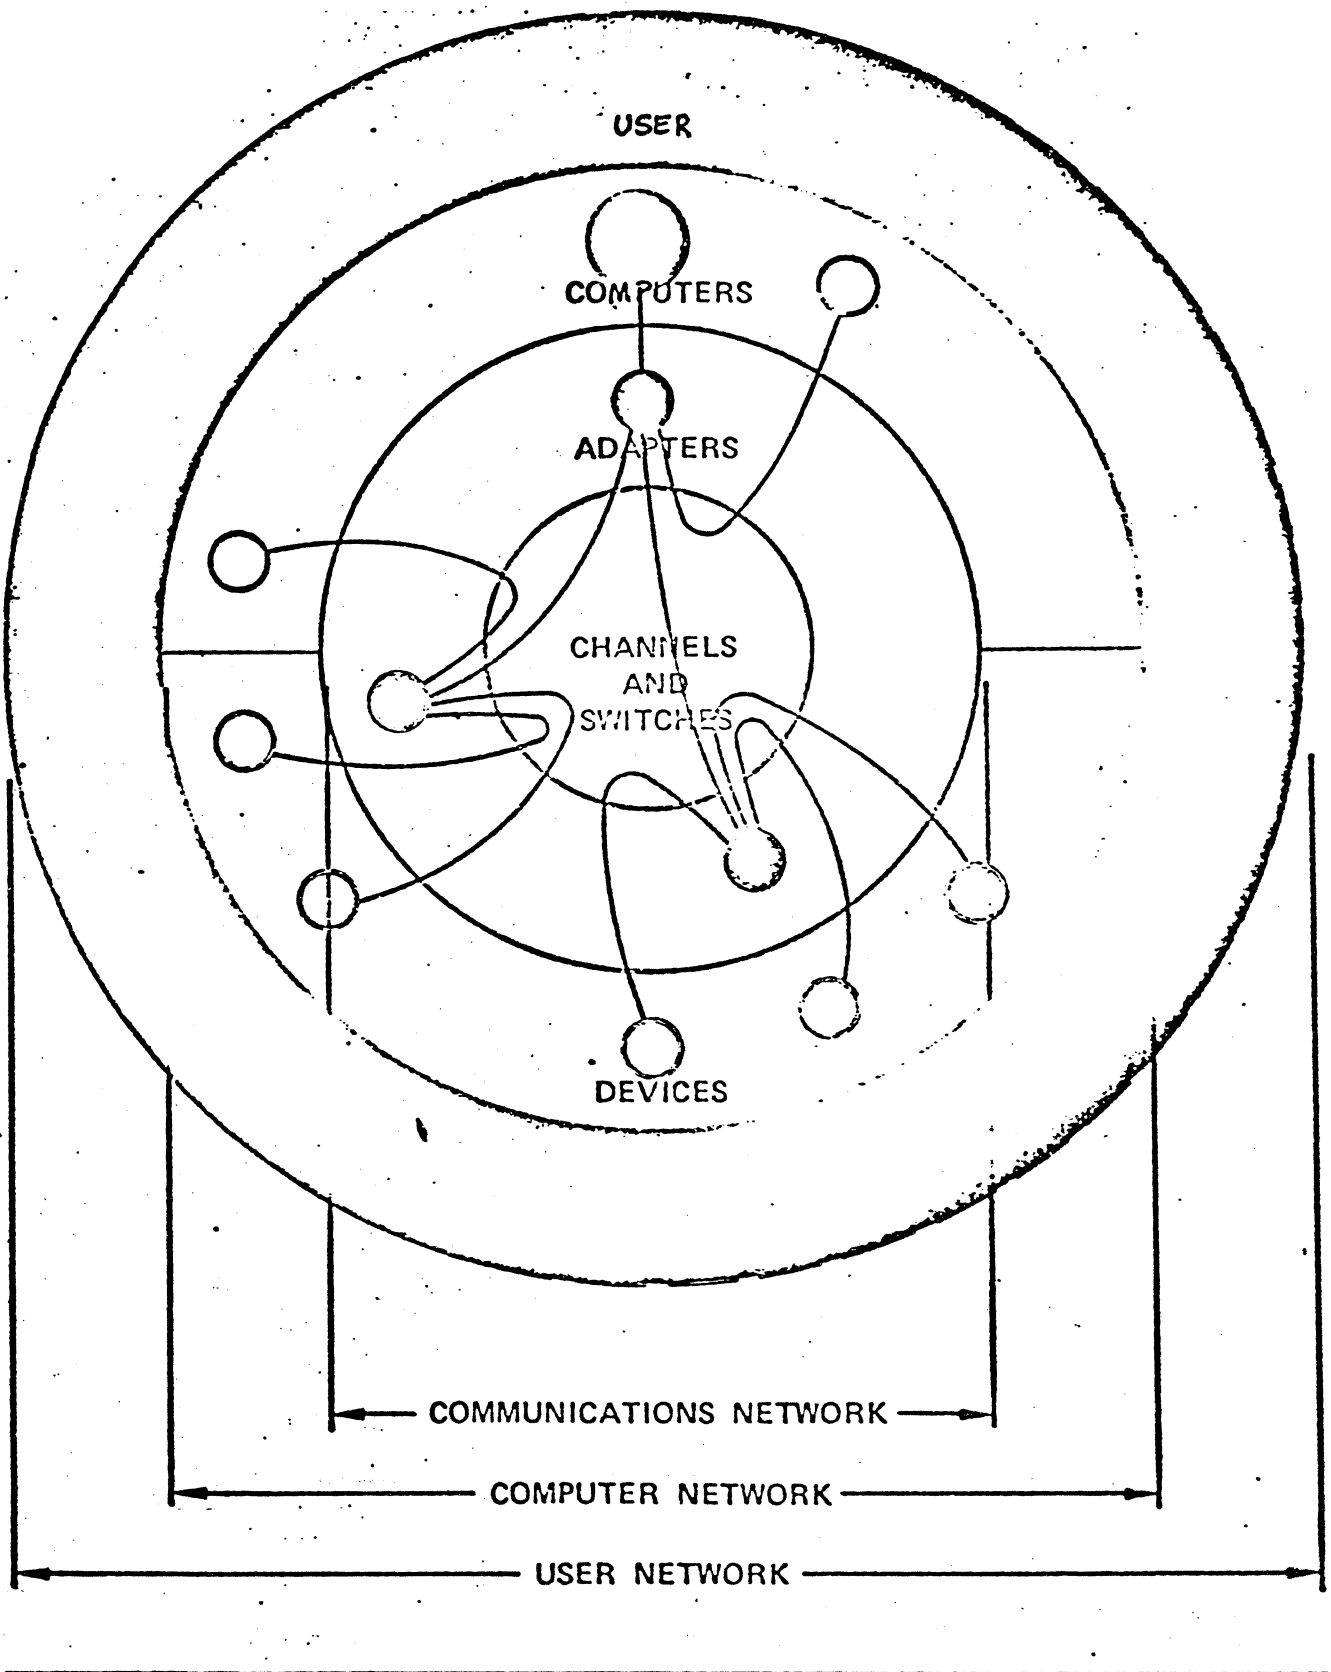 USER
COMPUTERS
ADAPTERS
CHANNELS
AND
SWITCHES
DEVICES
COMMUNICATIONS NETWORK
COMPUTER NETWORK
USER NETWORK